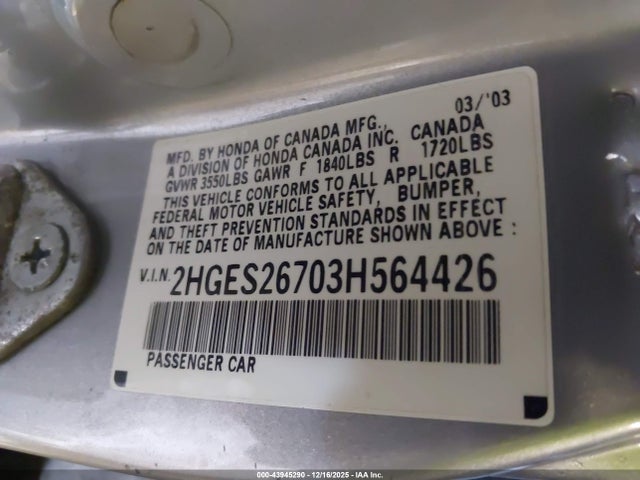 03/'03
MFD. BY HONDA OF CANADA MFG.,
A DIVISION OF HONDA CANADA INC. CANADA
GVWR 3550LBS GAWR F 1840LBS R 1720LBS
THIS VEHICLE CONFORMS TO ALL APPLICABLE
FEDERAL MOTOR VEHICLE SAFETY, BUMPER,
AND THEFT PREVENTION STANDARDS IN EFFECT
ON THE DATE OF MANUFACTURE SHOWN ABOVE :
V.I.N. 2HGES26703H564426
PASSENGER CAR
000-43945290 - 12/16/2025 - IAA Inc.